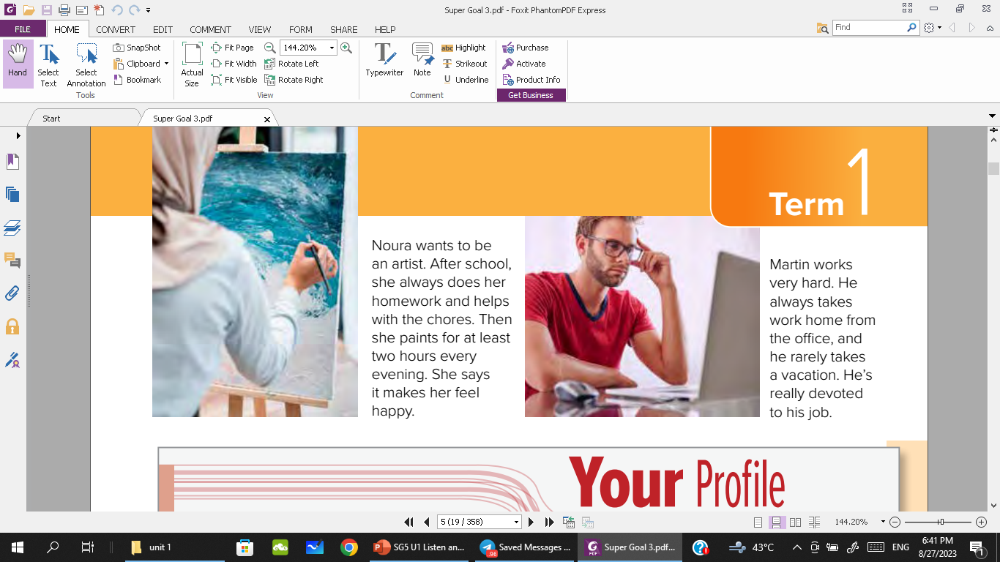 Super Goal 3.pdf - Foxit PhantomPDF Express
FILE HOME CONVERT EDIT COMMENT VIEW FORM SHARE HELP
Find
Hand
Select
Text
Select
Annotation
SnapShot
Clipboard
Bookmark
Tools
Actual
Size
Fit Page
Fit Width
Fit Visible
144.20%
Rotate Left
Rotate Right
View
Typewriter
Note
abc Highlight
T Strikeout
U Underline
Comment
Purchase
Activate
Product Info
Get Business
Start
Super Goal 3.pdf
Term 1
Noura wants to be
an artist. After school,
she always does her
homework and helps
with the chores. Then
she paints for at least
two hours every
evening. She says
it makes her feel
happy.
Martin works
very hard. He
always takes
work home from
the office, and
he rarely takes
a vacation. He's
really devoted
to his job.
Your Profile
5 (19 / 358)
144.20%
unit 1
SG5 U1 Listen an...
Saved Messages ...
96
Super Goal 3.pdf...
PDF
43°C
ENG
6:41 PM
8/27/2023
1